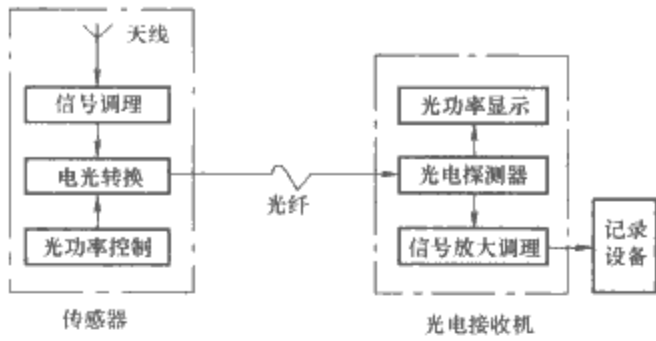 天线
信号调理
电光转换
光功率控制
传感器
光纤
光功率显示
光电探测器
信号放大调理
光电接收机
记录
设备